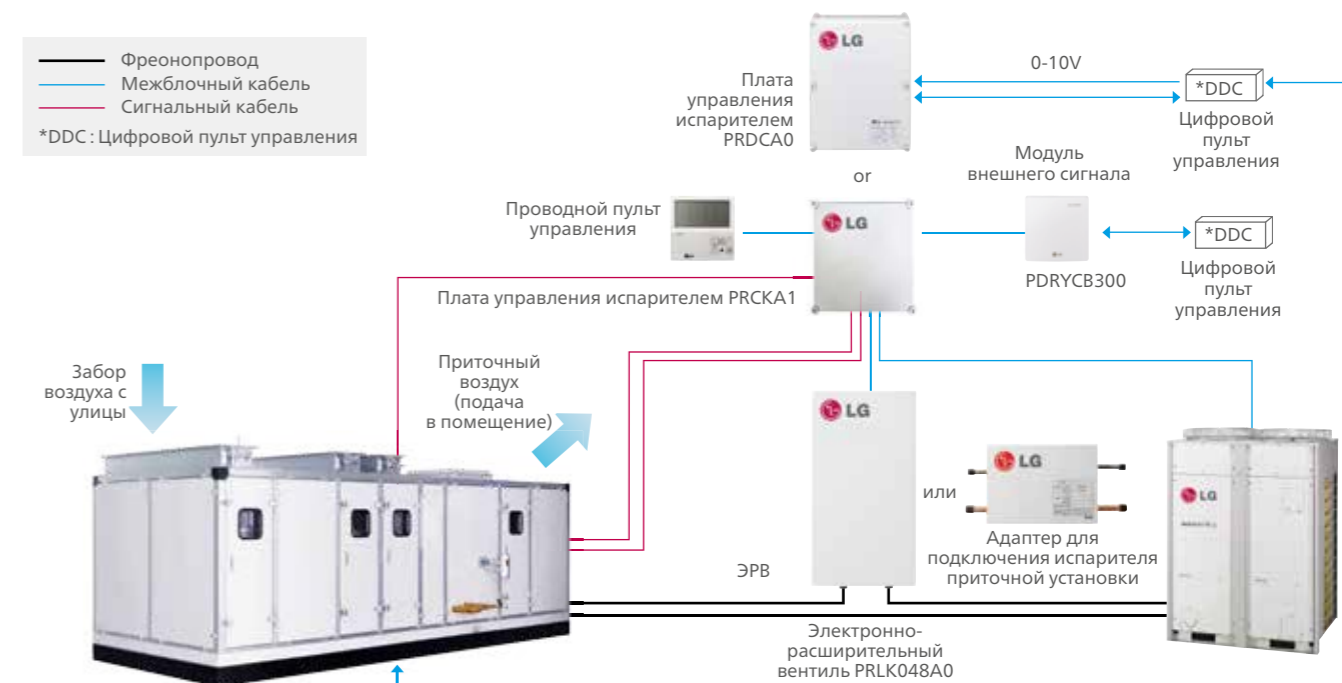 Фреонопровод
Межблочный кабель
Сигнальный кабель
*DDC : Цифровой пульт управления
LG
Плата
управления
испарителем
PRDCA0
0-10V
*DDC
Цифровой
пульт
управления
or
Модуль
внешнего сигнала
Проводной пульт
управления
LG
*DDC
PDRYCB300
Цифровой
пульт
управления
Плата управления испарителем PRCKA1
Забор
воздуха с
улицы
Приточный
воздух
(подача
в помещение)
LG
или
LG
Адаптер для
подключения испарителя
приточной установки
LG
ЭРВ
Электронно-
расширительный
вентиль PRLK048A0